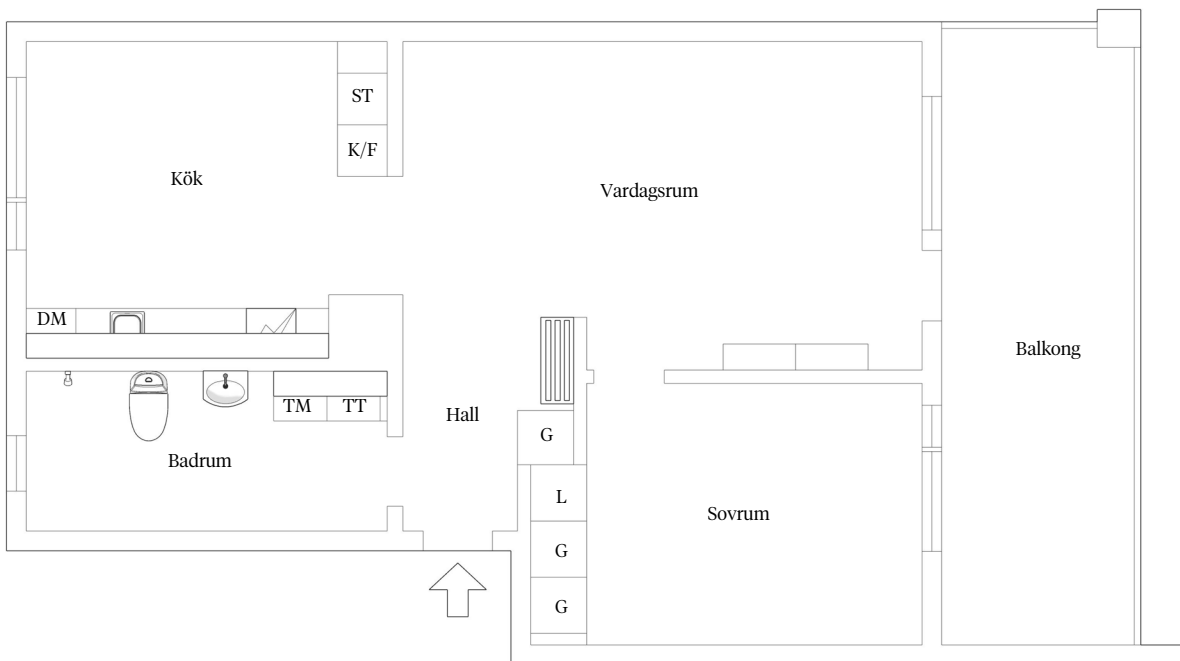 ST
K/F
Kök
Vardagsrum
DM
Balkong
TM
TT
Hall
G
Badrum
L
Sovrum
G
G